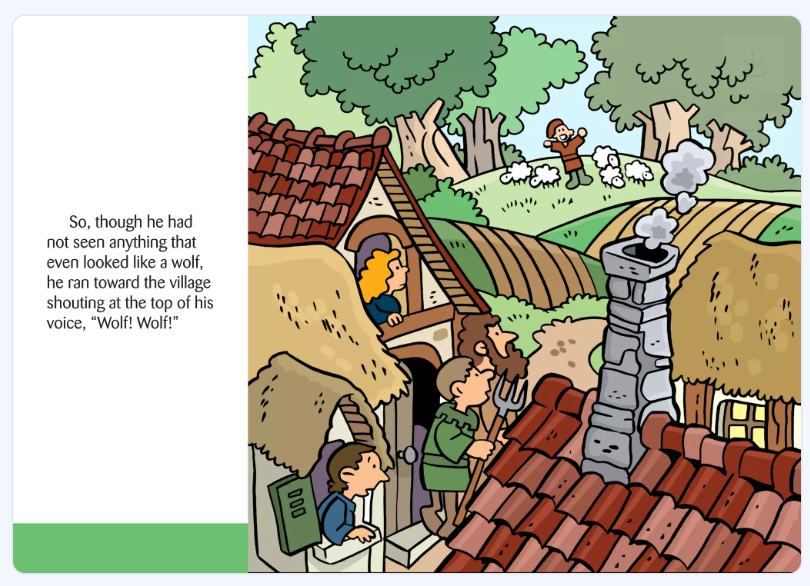 So, though he had
not seen anything that
even looked like a wolf,
he ran toward the village
shouting at the top of his
voice, “Wolf! Wolf!”